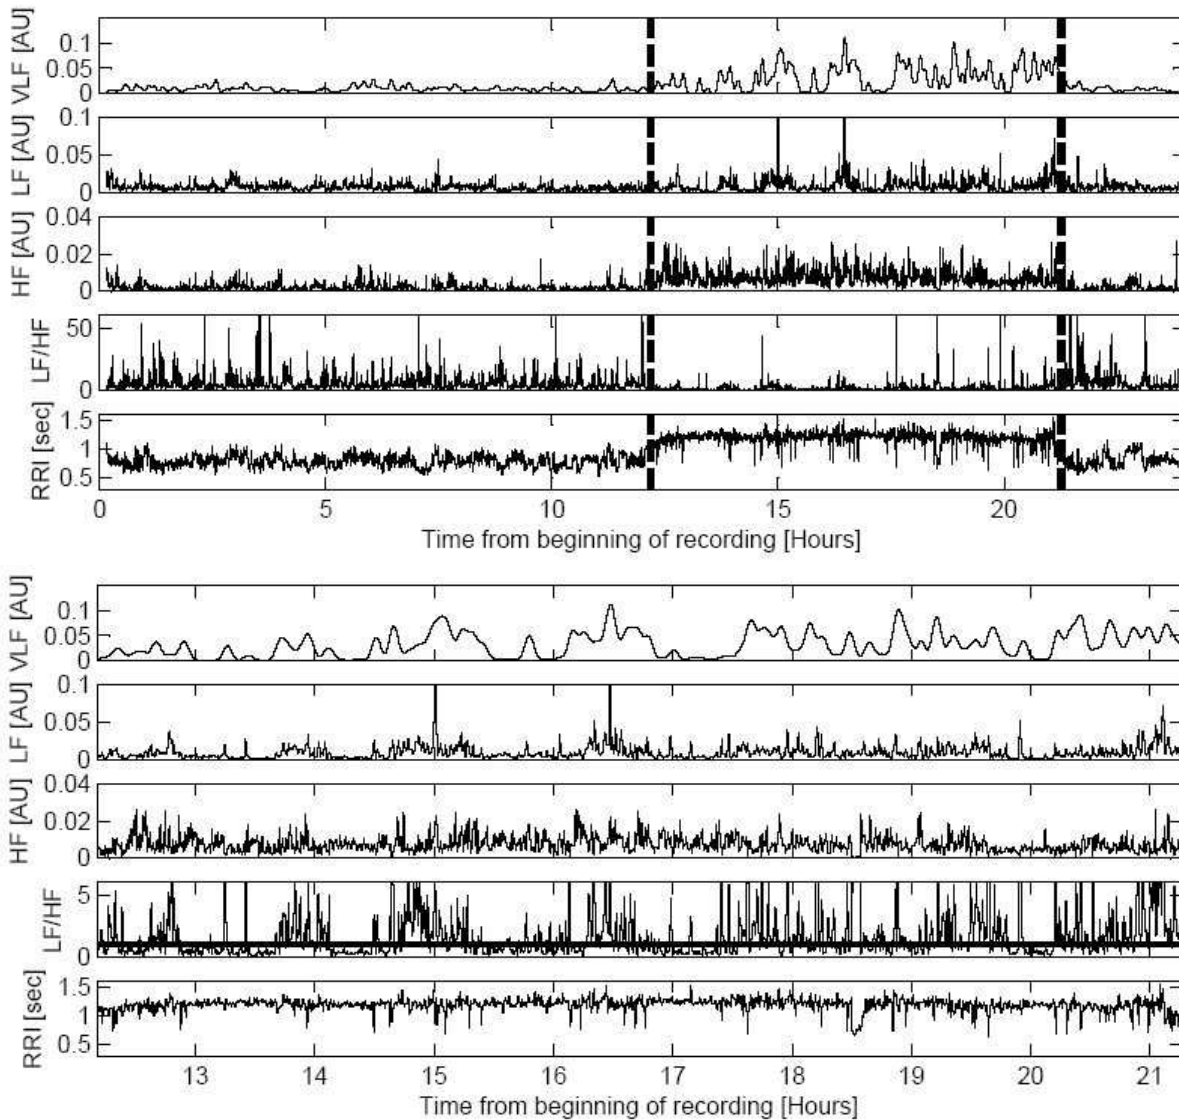 VLF [AU]
0.1
0.05
0
LF [AU]
0.1
0.05
0
HF [AU]
0.04
0.02
0
LF/HF
50
0
RRI [sec]
1.5
1
0.5
0 5 10 15 20
Time from beginning of recording [Hours]
VLF [AU]
0.1
0.05
0
LF [AU]
0.1
0.05
0
HF [AU]
0.04
0.02
0
LF/HF
5
0
RRI [sec]
1.5
1
0.5
13 14 15 16 17 18 19 20 21
Time from beginning of recording [Hours]